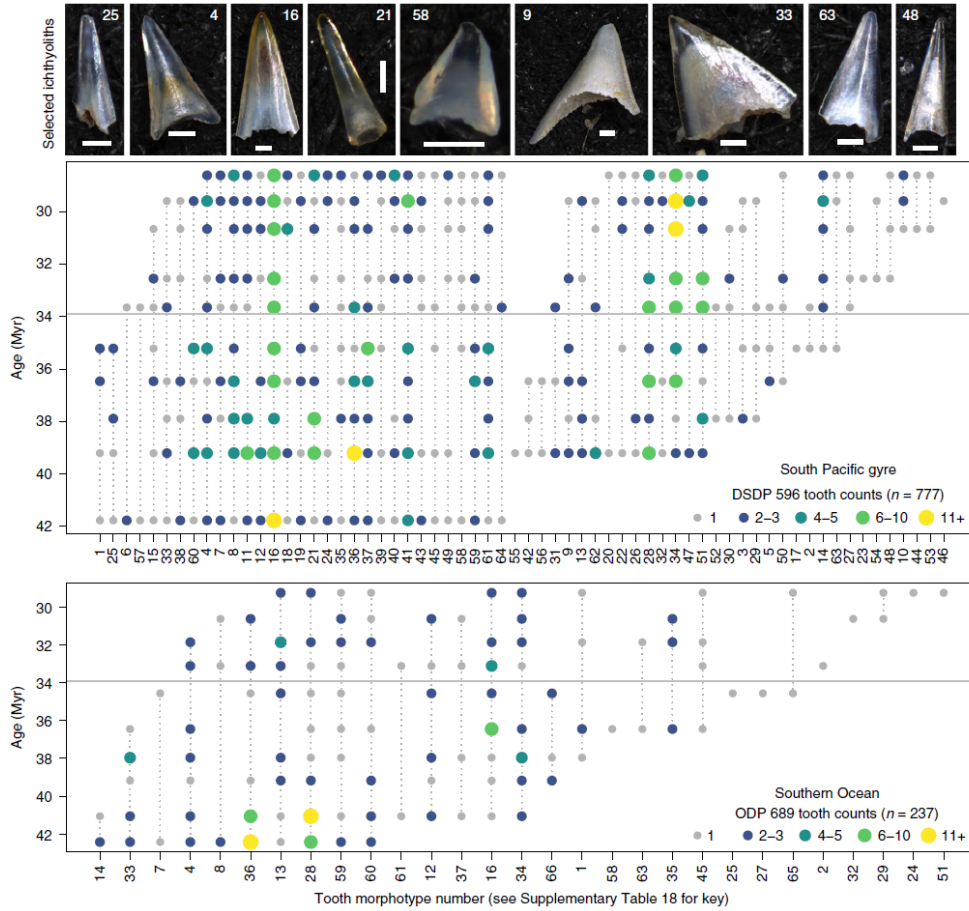 25 4 16 21 58 9 33 63 48
Selected ichthyoliths
30
32
34
36
38
40
42
Age (Myr)
South Pacific gyre
DSDP 596 tooth counts (n = 777)
1 2–3 4–5 6–10 11+
1 25 6 57 15 33 38 60 4 7 8 11 12 16 18 19 21 24 35 36 37 39 40 41 43 45 49 58 59 61 64 55 42 56 31 9 13 62 20 22 26 28 32 34 47 51 52 30 3 29 5 50 17 2 14 63 27 23 54 48 10 44 53 46
30
32
34
36
38
40
42
Age (Myr)
Southern Ocean
ODP 689 tooth counts (n = 237)
1 2–3 4–5 6–10 11+
14 33 7 4 8 36 13 28 59 60 61 12 37 16 34 66 1 58 63 35 45 25 27 65 2 32 29 24 51
Tooth morphotype number (see Supplementary Table 18 for key)